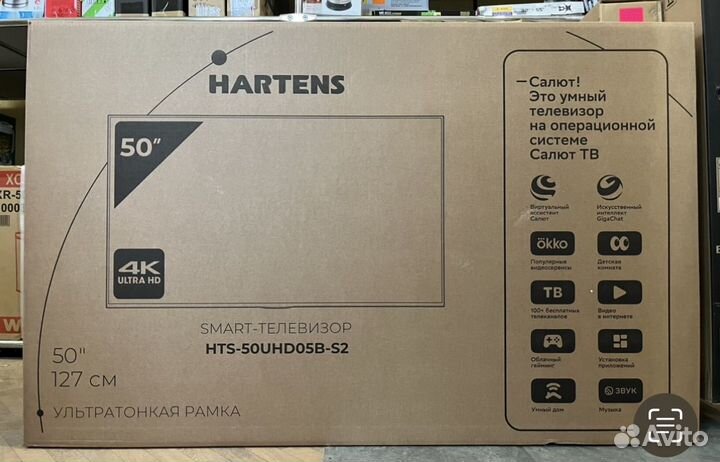 HARTENS
50"
4K
ULTRA HD
SMART-ТЕЛЕВИЗОР
HTS-50UHD05B-S2
50"
127 СМ
УЛЬТРАТОНКАЯ РАМКА
—Салют!
Это умный
телевизор
на операционной
системе
Салют ТВ
Виртуальный
ассистент
Салют
Искусственный
интеллект
GigaChat
ökko
Популярные
видеосервисы
Детская
комната
ТВ
100+ бесплатных
телеканалов
Видео
в интернете
Облачный
гейминг
Установка
приложений
Умный дом
ЗВУК
Музыка
Avito